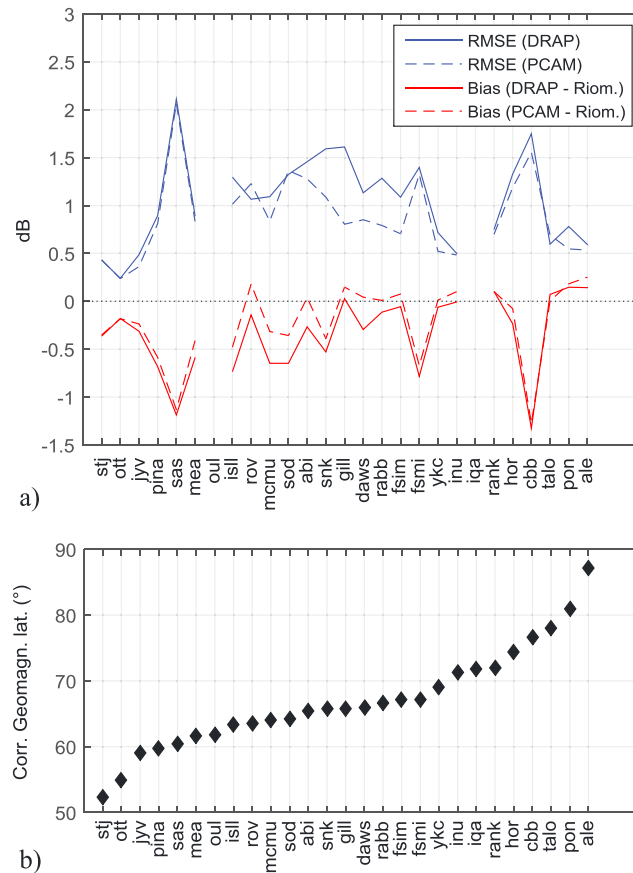 3
2.5
2
1.5
1
0.5
0
-0.5
-1
-1.5
dB
RMSE (DRAP)
RMSE (PCAM)
Bias (DRAP - Riom.)
Bias (PCAM - Riom.)
stj ott jyv pina sas mea oul isll rov mcmu sod abi snk gill daws rabb fsim fsmi ykc inu iqa rank hor cbb talo pon ale
a)
90
80
70
60
50
Corr. Geomagn. lat. (°)
stj ott jyv pina sas mea oul isll rov mcmu sod abi snk gill daws rabb fsim fsmi ykc inu iqa rank hor cbb talo pon ale
b)